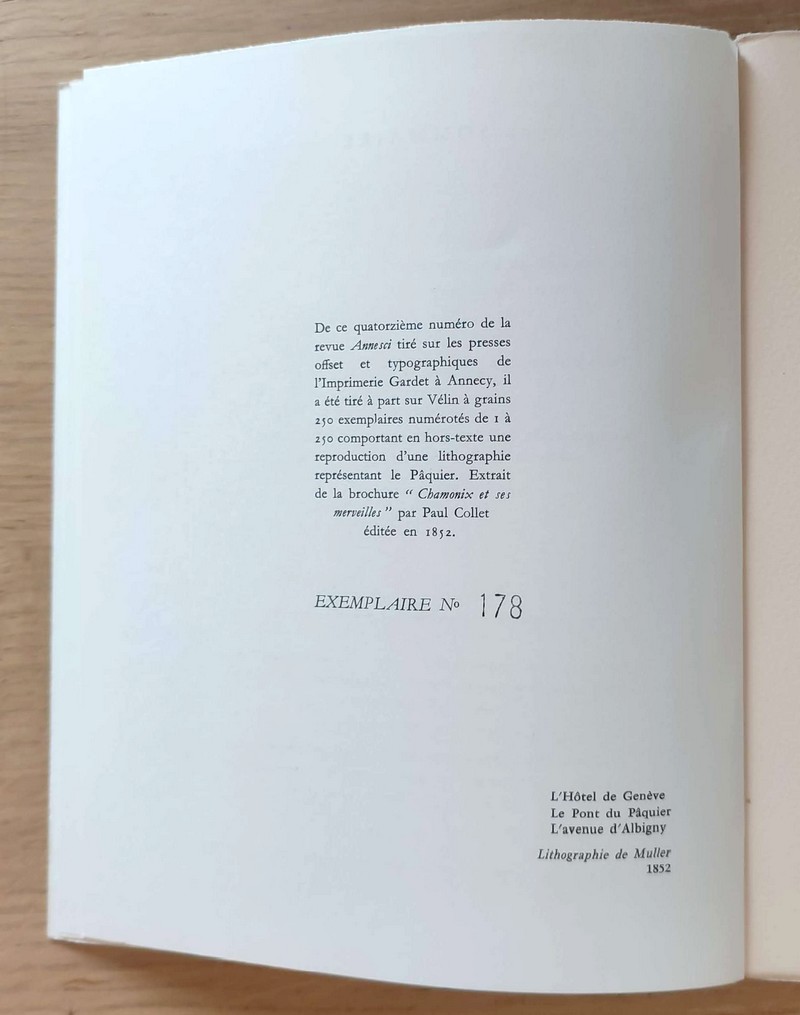 De ce quatorzième numéro de la
revue Annesci tiré sur les presses
offset et typographiques de
l'Imprimerie Gardet à Annecy, il
a été tiré à part sur Vélin à grains
250 exemplaires numérotés de 1 à
250 comportant en hors-texte une
reproduction d'une lithographie
représentant le Pâquier. Extrait
de la brochure “ Chamonix et ses
merveilles ” par Paul Collet
éditée en 1852.
EXEMPLAIRE No 178
L'Hôtel de Genève
Le Pont du Pâquier
L'avenue d'Albigny
Lithographie de Muller
1852